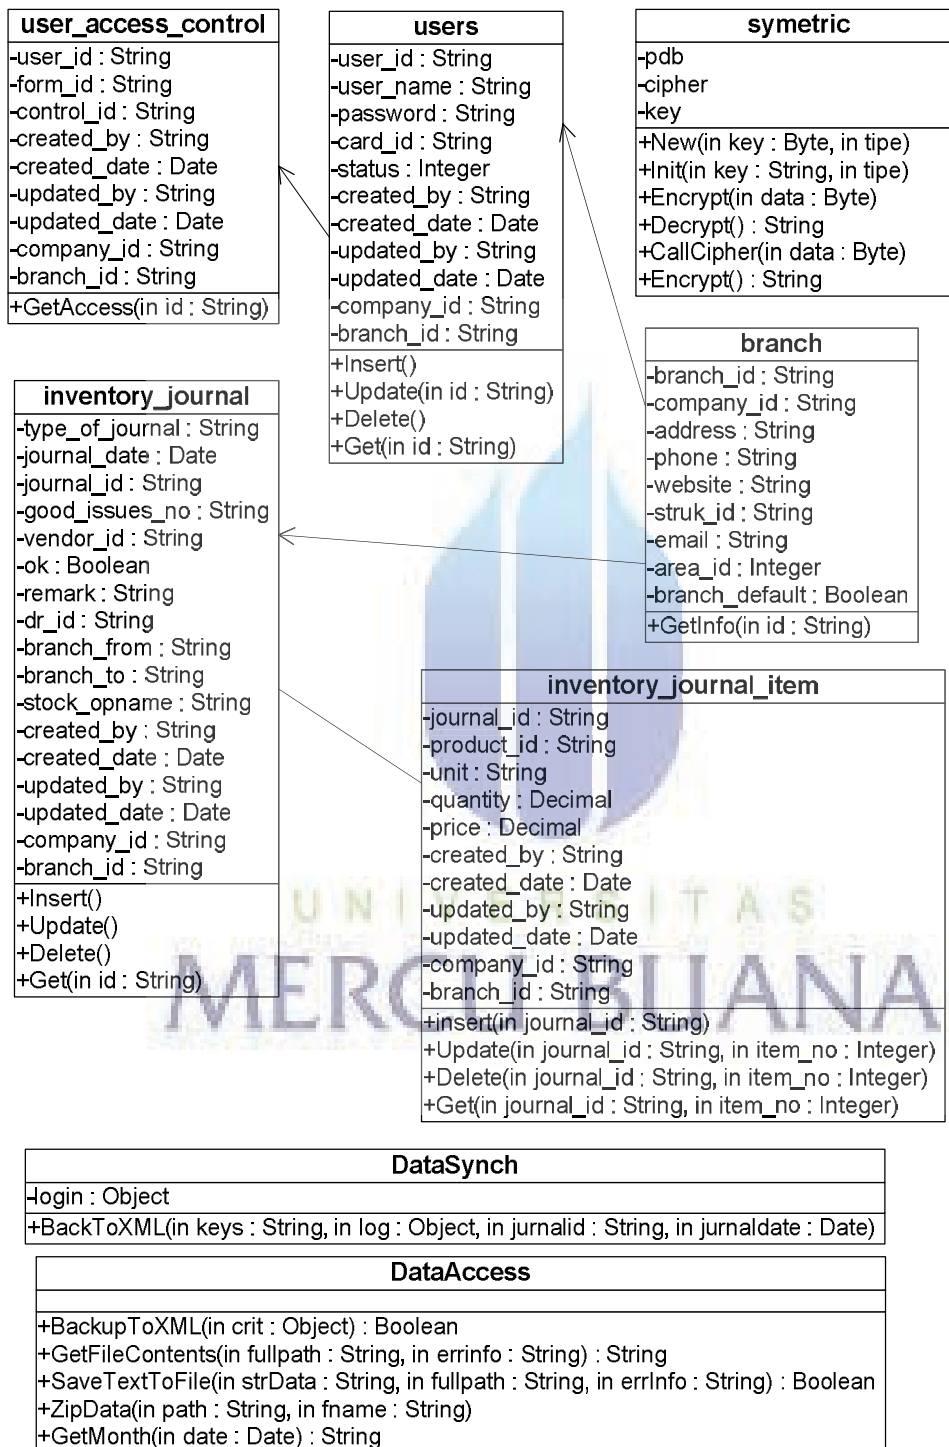 user_access_control
-user_id : String
-form_id : String
-control_id : String
-created_by : String
-created_date : Date
-updated_by : String
-updated_date : Date
-company_id : String
-branch_id : String
+GetAccess(in id : String)
users
-user_id : String
-user_name : String
-password : String
-card_id : String
-status : Integer
-created_by : String
-created_date : Date
-updated_by : String
-updated_date : Date
-company_id : String
-branch_id : String
+Insert()
+Update(in id : String)
+Delete()
+Get(in id : String)
symetric
-pdb
-cipher
-key
+New(in key : Byte, in tipe)
+Init(in key : String, in tipe)
+Encrypt(in data : Byte)
+Decrypt() : String
+CallCipher(in data : Byte)
+Encrypt() : String
branch
-branch_id : String
-company_id : String
-address : String
-phone : String
-website : String
-struk_id : String
-email : String
-area_id : Integer
-branch_default : Boolean
+GetInfo(in id : String)
inventory_journal
-type_of_journal : String
-journal_date : Date
-journal_id : String
-good_issues_no : String
-vendor_id : String
-ok : Boolean
-remark : String
-dr_id : String
-branch_from : String
-branch_to : String
-stock_opname : String
-created_by : String
-created_date : Date
-updated_by : String
-updated_date : Date
-company_id : String
-branch_id : String
+Insert()
+Update()
+Delete()
+Get(in id : String)
inventory_journal_item
-journal_id : String
-product_id : String
-unit : String
-quantity : Decimal
-price : Decimal
-created_by : String
-created_date : Date
-updated_by : String
-updated_date : Date
-company_id : String
-branch_id : String
+insert(in journal_id : String)
+Update(in journal_id : String, in item_no : Integer)
+Delete(in journal_id : String, in item_no : Integer)
+Get(in journal_id : String, in item_no : Integer)
UNIVERSITAS
MERCU BUANA
DataSynch
-login : Object
+BackToXML(in keys : String, in log : Object, in jurnalid : String, in jurnaldate : Date)
DataAccess
+BackupToXML(in crit : Object) : Boolean
+GetFileContents(in fullpath : String, in errinfo : String) : String
+SaveTextToFile(in strData : String, in fullpath : String, in errInfo : String) : Boolean
+ZipData(in path : String, in fname : String)
+GetMonth(in date : Date) : String